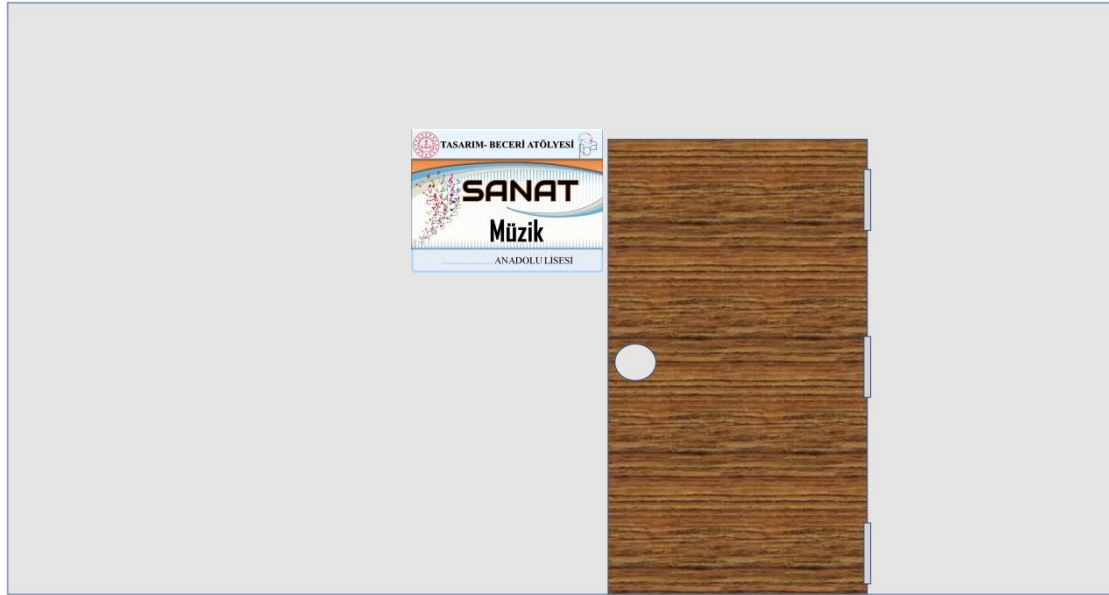 TASARIM- BECERİ ATÖLYESİ
SANAT
Müzik
................ ANADOLU LİSESİ